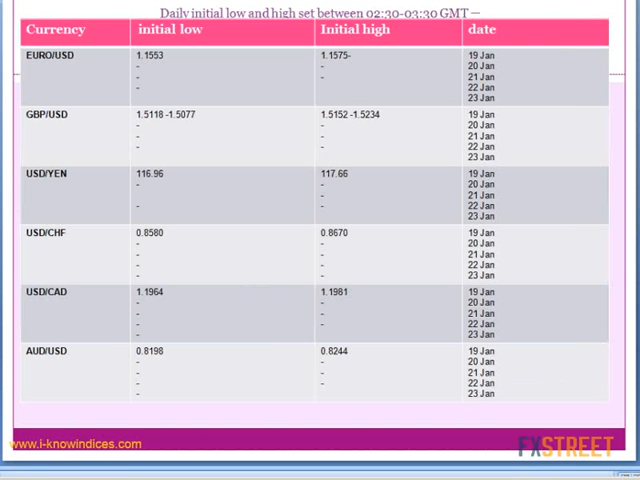 Daily initial low and high set between 02:30-03:30 GMT —
Currency initial low Initial high date
EURO/USD 1.1553 1.1575- 19 Jan
- - 20 Jan
- - 21 Jan
- 22 Jan
23 Jan
GBP/USD 1.5118 -1.5077 1.5152 -1.5234 19 Jan
- - 20 Jan
- - 21 Jan
- - 22 Jan
23 Jan
USD/YEN 116.96 117.66 19 Jan
- - 20 Jan
- 21 Jan
- - 22 Jan
- 23 Jan
USD/CHF 0.8580 0.8670 19 Jan
- - 20 Jan
- - 21 Jan
- - 22 Jan
- - 23 Jan
USD/CAD 1.1964 1.1981 19 Jan
- - 20 Jan
- - 21 Jan
- - 22 Jan
- 23 Jan
AUD/USD 0.8198 0.8244 19 Jan
- - 20 Jan
- - 21 Jan
- - 22 Jan
- 23 Jan
www.i-knowindices.com FXSTREET